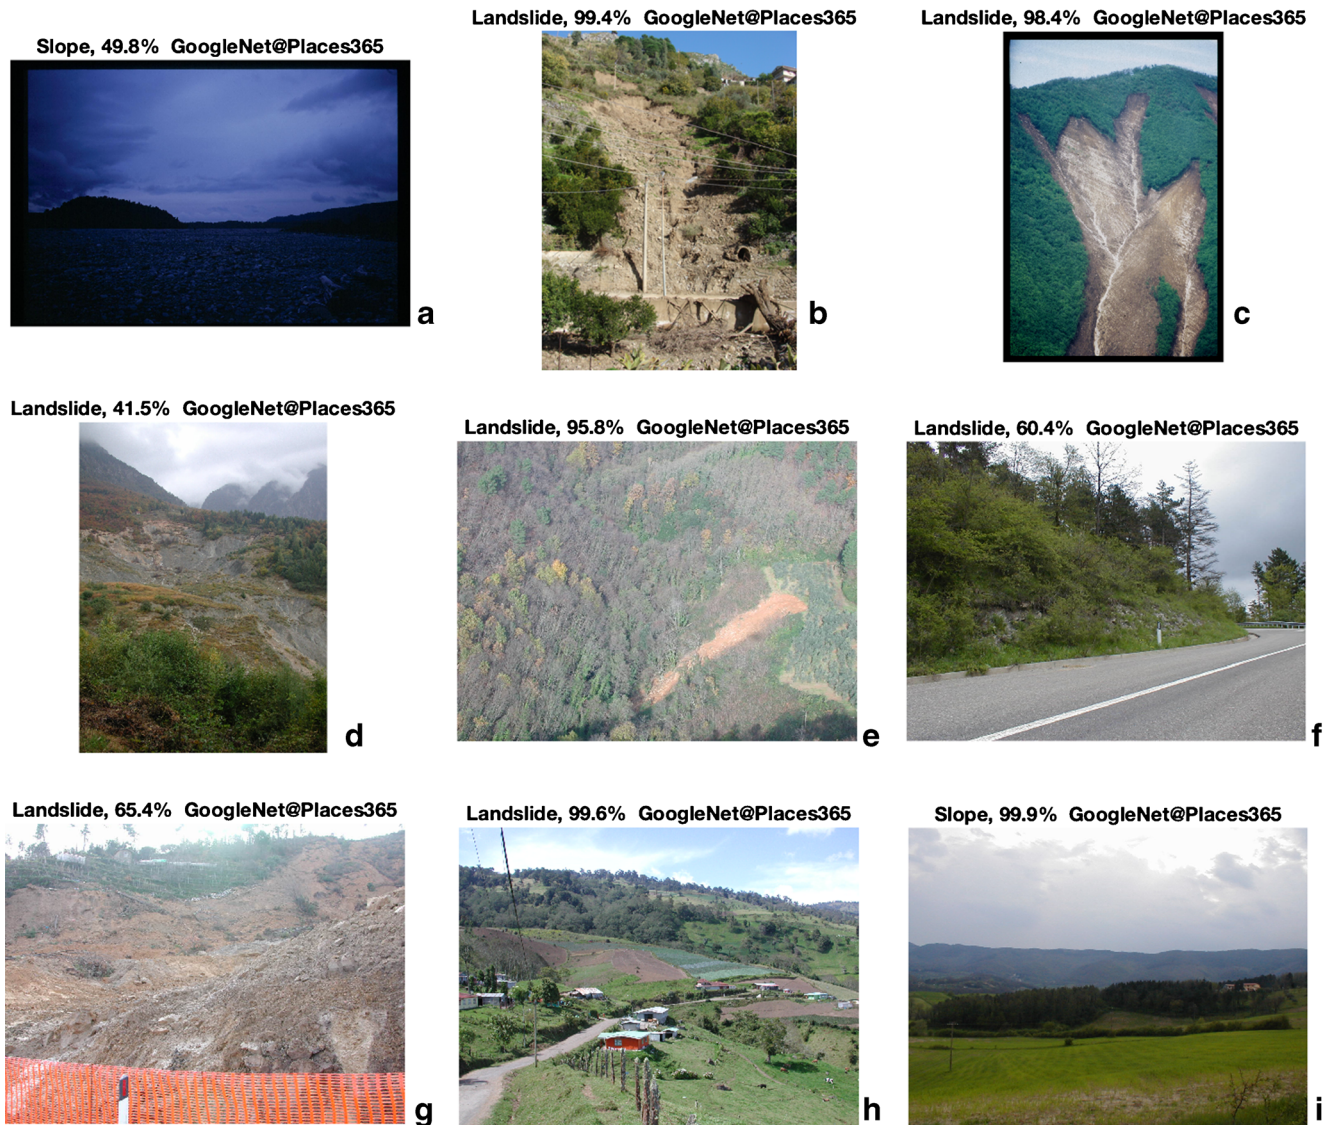 Slope, 49.8%  GoogleNet@Places365
Landslide, 99.4%  GoogleNet@Places365
Landslide, 98.4%  GoogleNet@Places365
a
b
c
Landslide, 41.5%  GoogleNet@Places365
Landslide, 95.8%  GoogleNet@Places365
Landslide, 60.4%  GoogleNet@Places365
d
e
f
Landslide, 65.4%  GoogleNet@Places365
Landslide, 99.6%  GoogleNet@Places365
Slope, 99.9%  GoogleNet@Places365
g
h
i